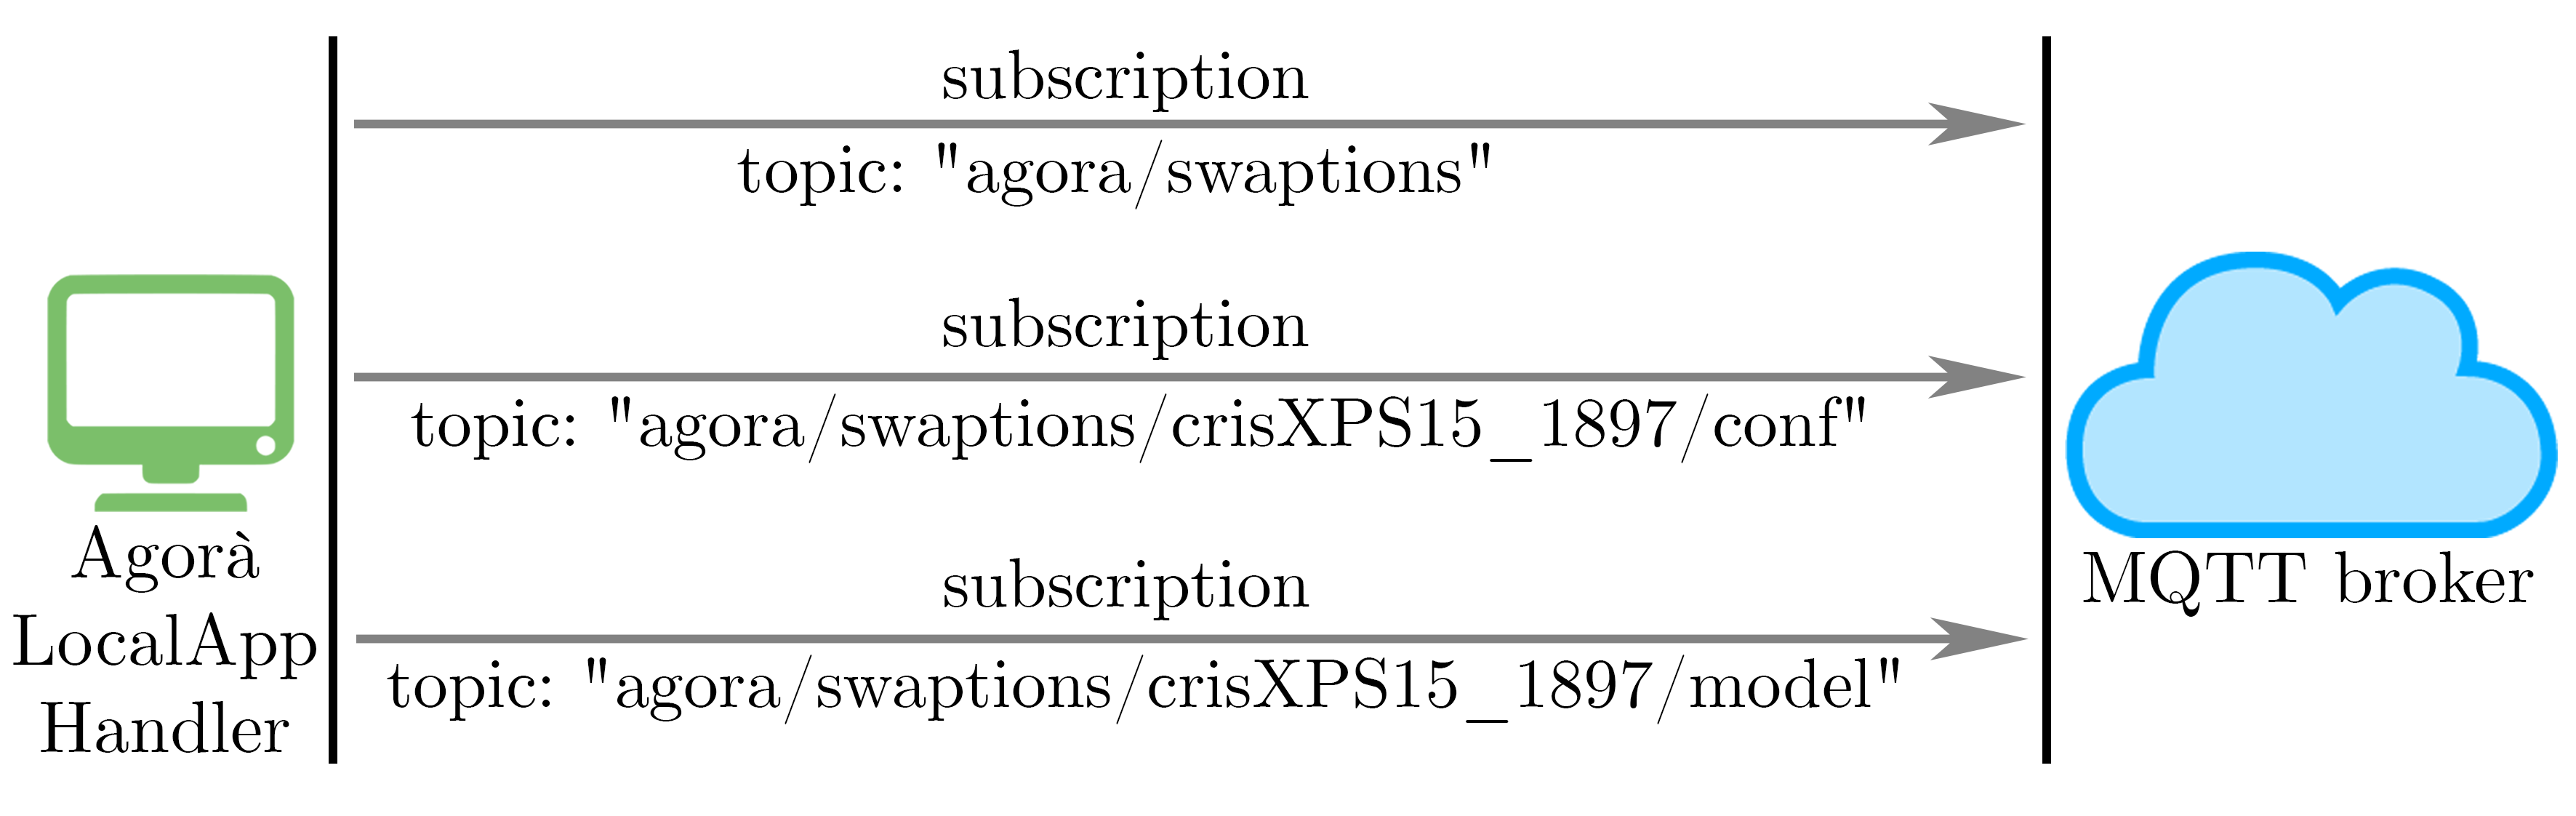 subscription
topic: "agora/swaptions"
subscription
topic: "agora/swaptions/crisXPS15_1897/conf"
subscription
topic: "agora/swaptions/crisXPS15_1897/model"
Agorà
LocalApp
Handler
MQTT broker